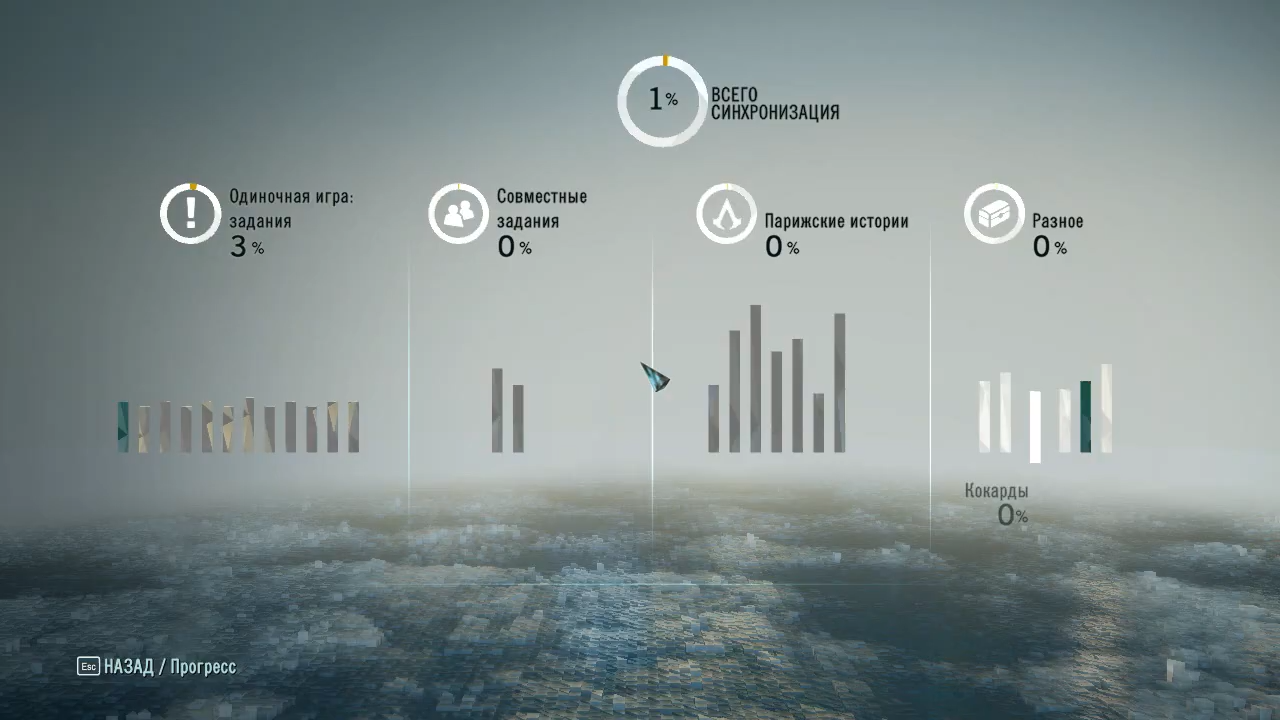 1%
ВСЕГО
СИНХРОНИЗАЦИЯ
Одиночная игра:
задания
3 %
Совместные
задания
0 %
Парижские истории
0 %
Разное
0 %
Кокарды
0%
Esc НАЗАД / Прогресс